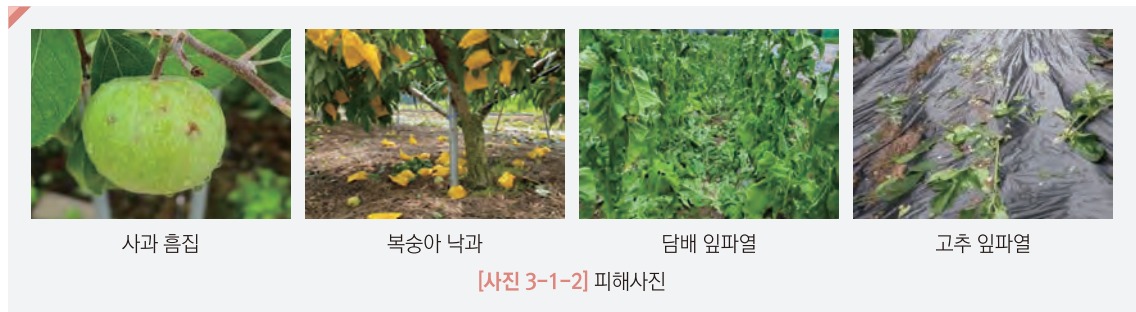 사과 흠집
복숭아 낙과
담배 잎파열
고추 잎파열
[사진 3-1-2] 피해사진